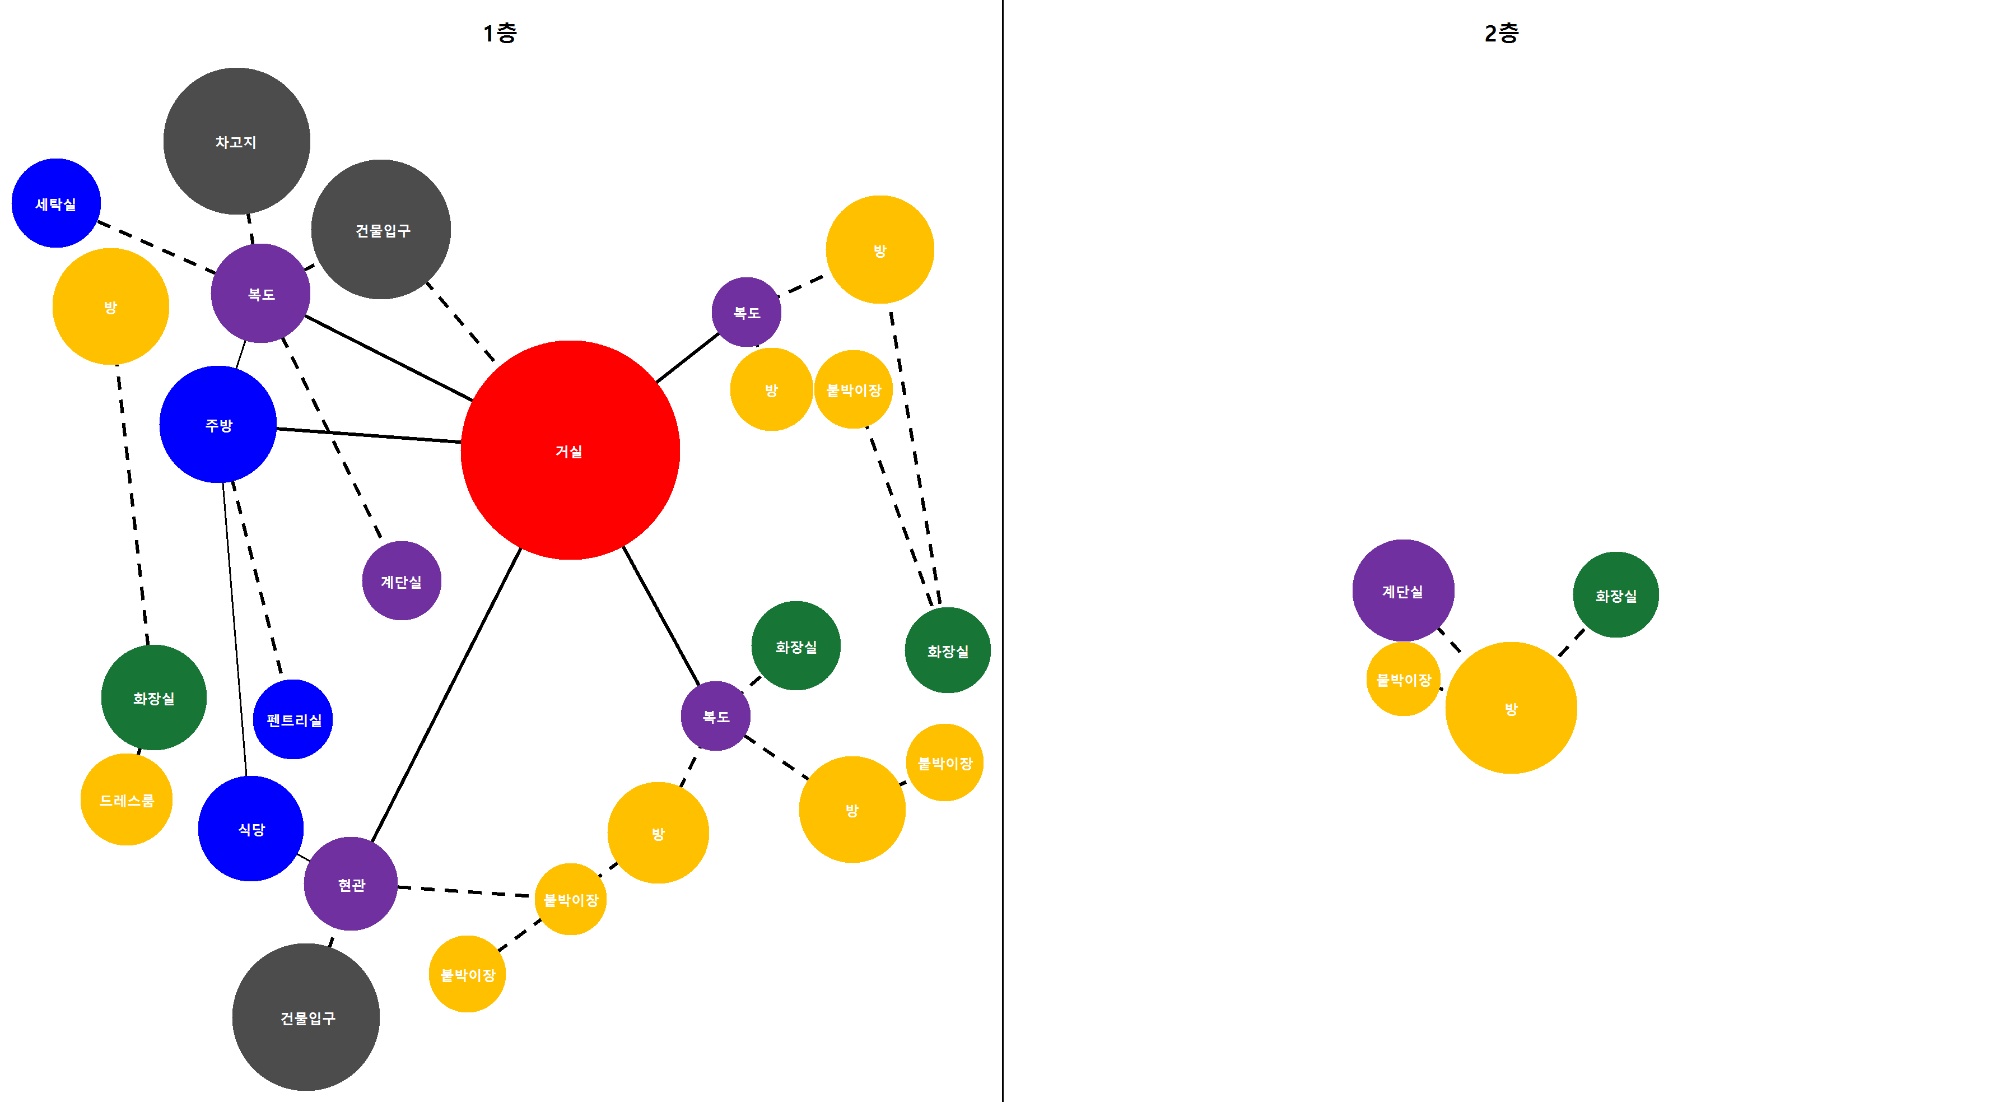 1층
2층
차고지
세탁실
건물입구
방
복도
방
복도
방
방
붙박이장
주방
거실
계단실
화장실
화장실
화장실
복도
펜트리실
붙박이장
드레스룸
식당
방
방
현관
붙박이장
붙박이장
건물입구
계단실
화장실
붙박이장
방